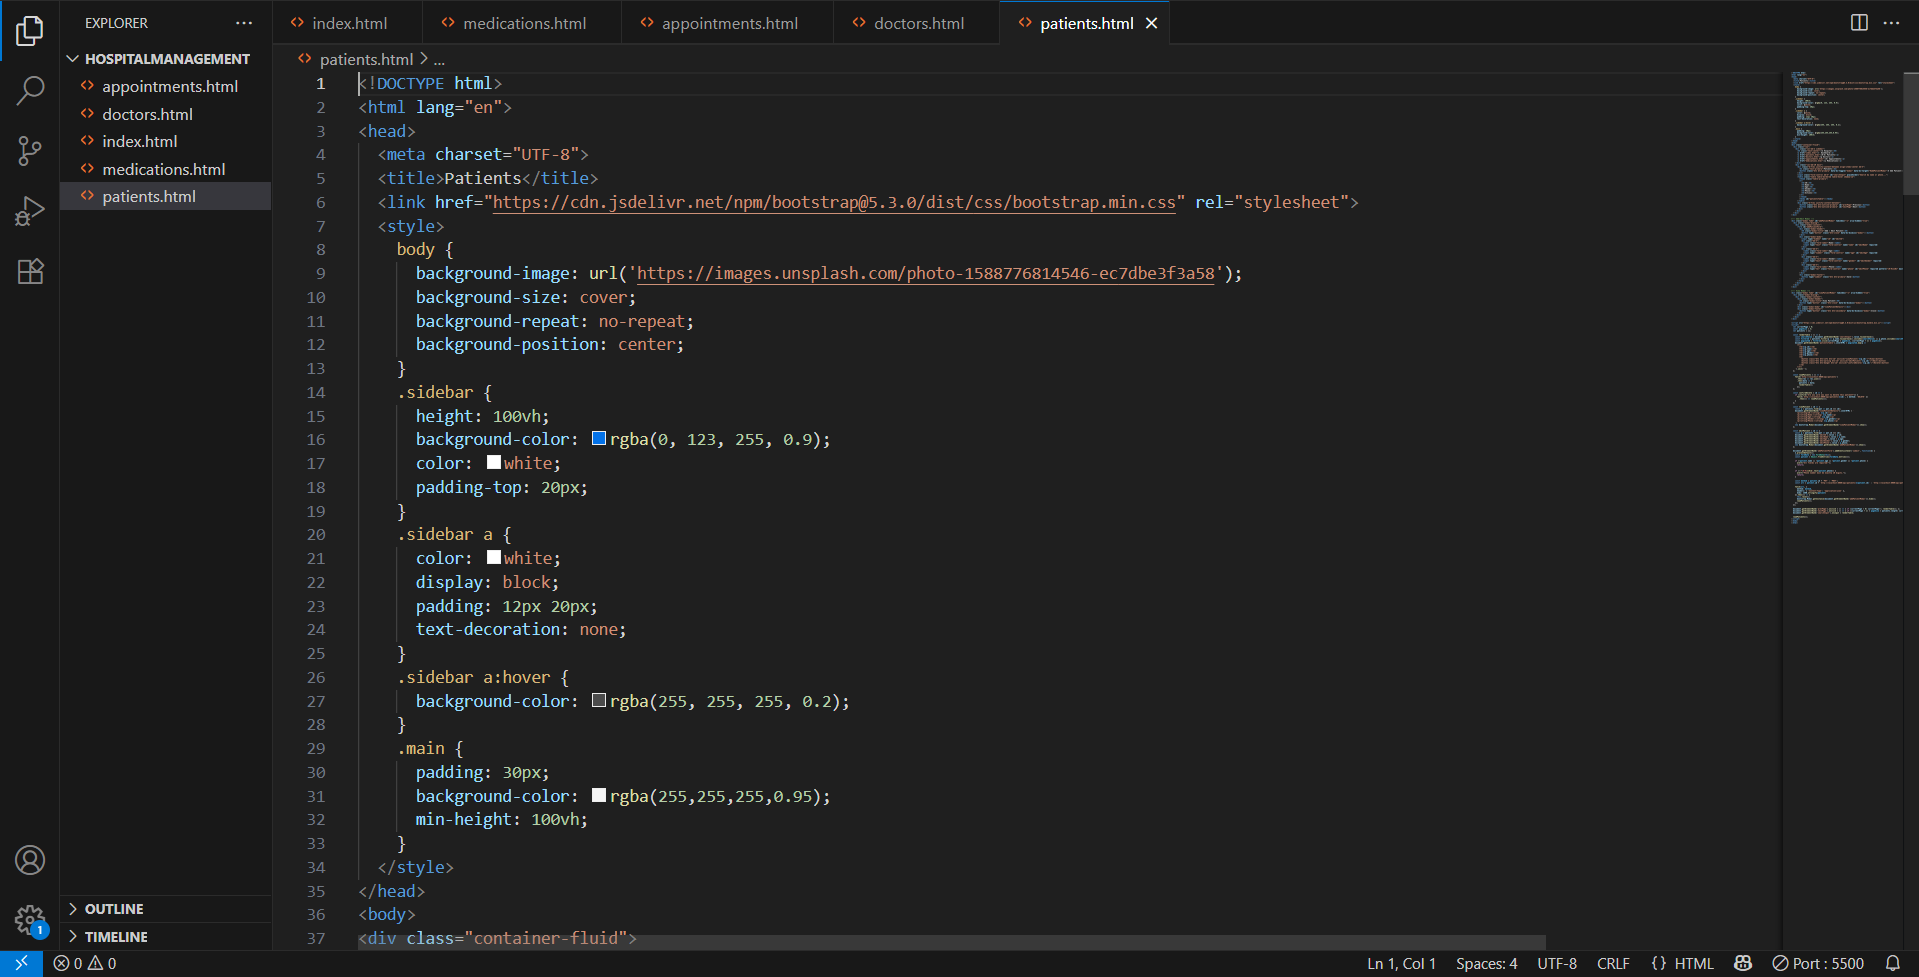 EXPLORER
HOSPITALMANAGEMENT
appointments.html
doctors.html
index.html
medications.html
patients.html
OUTLINE
TIMELINE
index.html
medications.html
appointments.html
doctors.html
patients.html
patients.html > ...
1 <!DOCTYPE html>
2 <html lang="en">
3 <head>
4 <meta charset="UTF-8">
5 <title>Patients</title>
6 <link href="https://cdn.jsdelivr.net/npm/bootstrap@5.3.0/dist/css/bootstrap.min.css" rel="stylesheet">
7 <style>
8 body {
9 background-image: url('https://images.unsplash.com/photo-1588776814546-ec7dbe3f3a58');
10 background-size: cover;
11 background-repeat: no-repeat;
12 background-position: center;
13 }
14 .sidebar {
15 height: 100vh;
16 background-color: rgba(0, 123, 255, 0.9);
17 color: white;
18 padding-top: 20px;
19 }
20 .sidebar a {
21 color: white;
22 display: block;
23 padding: 12px 20px;
24 text-decoration: none;
25 }
26 .sidebar a:hover {
27 background-color: rgba(255, 255, 255, 0.2);
28 }
29 .main {
30 padding: 30px;
31 background-color: rgba(255,255,255,0.95);
32 min-height: 100vh;
33 }
34 </style>
35 </head>
36 <body>
37 <div class="container-fluid">
1
0 0
Ln 1, Col 1
Spaces: 4
UTF-8
CRLF
{} HTML
Port : 5500